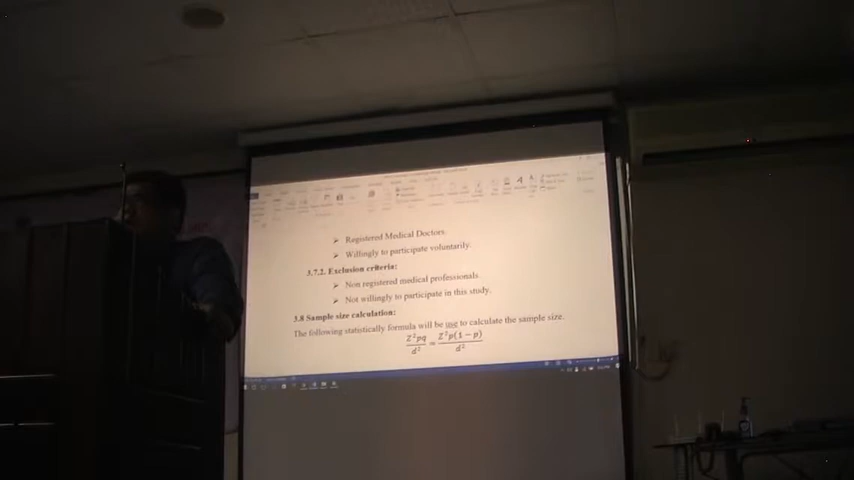 ➢ Registered Medical Doctors
➢ Willingly to participate voluntarily.
3.7.2. Exclusion criteria:
➢ Non registered medical professionals
➢ Not willingly to participate in this study.
3.8 Sample size calculation:
The following statistically formula will be use to calculate the sample size.
Z²pq/d² = Z²p(1−p)/d²